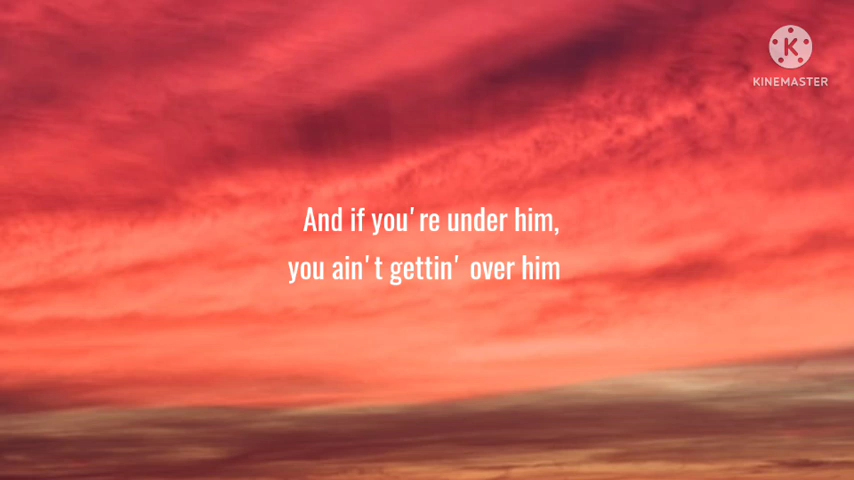 K
KINEMASTER
And if you're under him,
you ain't gettin' over him